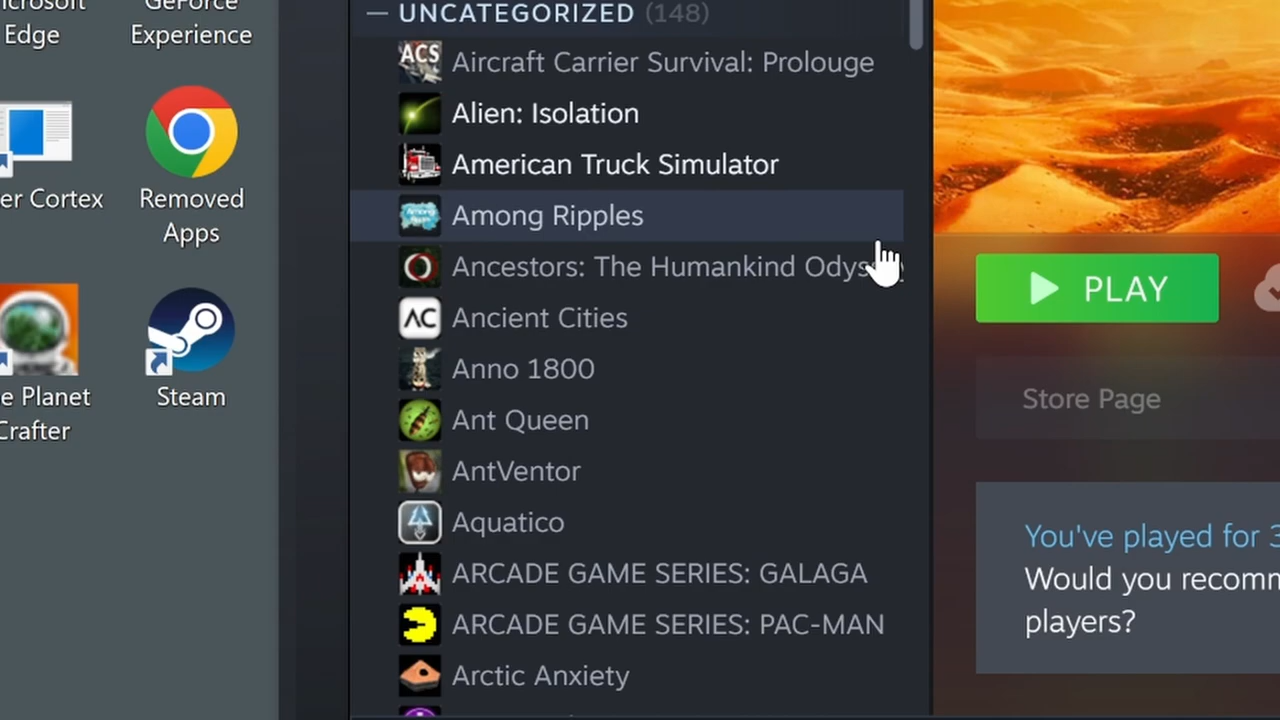 Edge
GeForce
Experience
er Cortex
Removed
Apps
e Planet
Crafter
Steam
UNCATEGORIZED (148)
ACS
Aircraft Carrier Survival: Prolouge
Alien: Isolation
American Truck Simulator
Among Ripples
Ancestors: The Humankind Odys
AC
Ancient Cities
Anno 1800
Ant Queen
AntVentor
Aquatico
ARCADE GAME SERIES: GALAGA
ARCADE GAME SERIES: PAC-MAN
Arctic Anxiety
PLAY
Store Page
You've played for 3
Would you recomm
players?